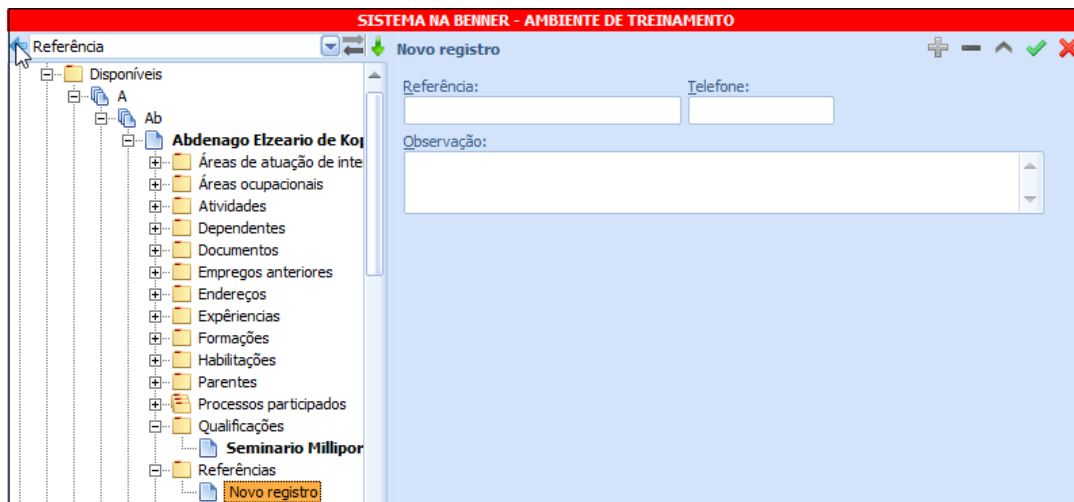 SISTEMA NA BENNER - AMBIENTE DE TREINAMENTO
Referência
Disponíveis
A
Ab
Abdenago Elzeario de Kop
Áreas de atuação de inte
Áreas ocupacionais
Atividades
Dependentes
Documentos
Empregos anteriores
Endereços
Expêriencias
Formações
Habilitações
Parentes
Processos participados
Qualificações
Seminario Millipor
Referências
Novo registro
Novo registro
Referência:
Telefone:
Observação: